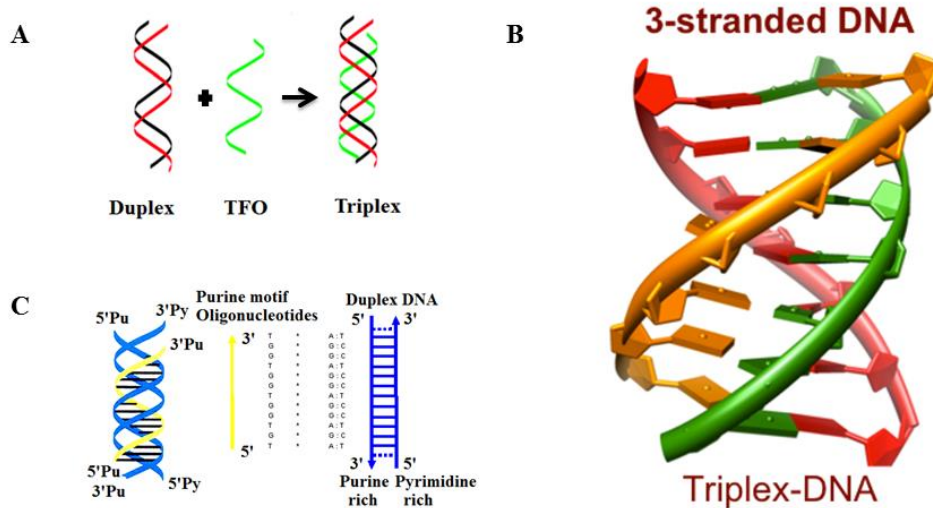 A
Duplex
TFO
Triplex
B
3-stranded DNA
Triplex-DNA
C
5'Pu
3'Py
3'Pu
5'Pu
3'Pu
5'Py
Purine motif
Oligonucleotides
3'
5'
T * A:T
G * G:C
G * G:C
T * A:T
G * G:C
G * G:C
T * A:T
G * G:C
G * G:C
T * A:T
G * G:C
T * A:T
Duplex DNA
5' 3'
3' 5'
Purine Pyrimidine
rich rich